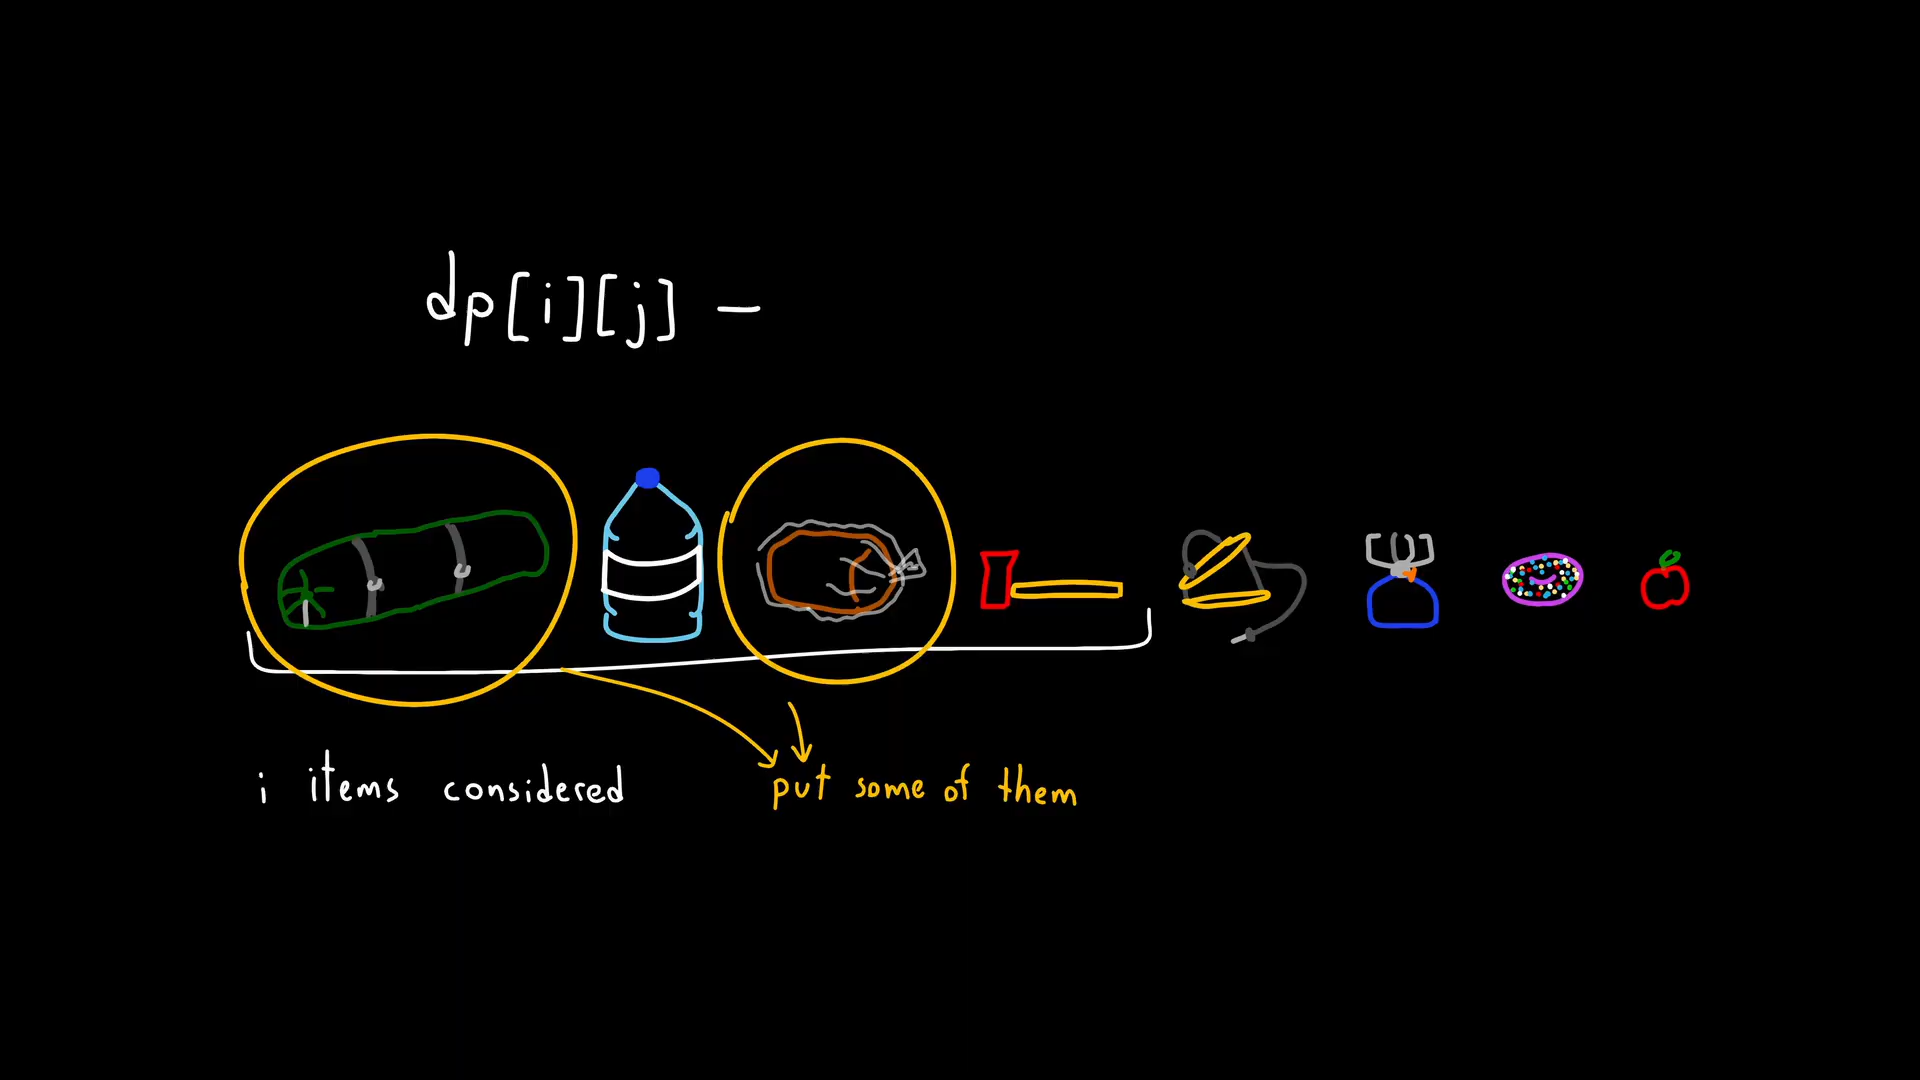 dp[i][j] –
i items considered
put some of them